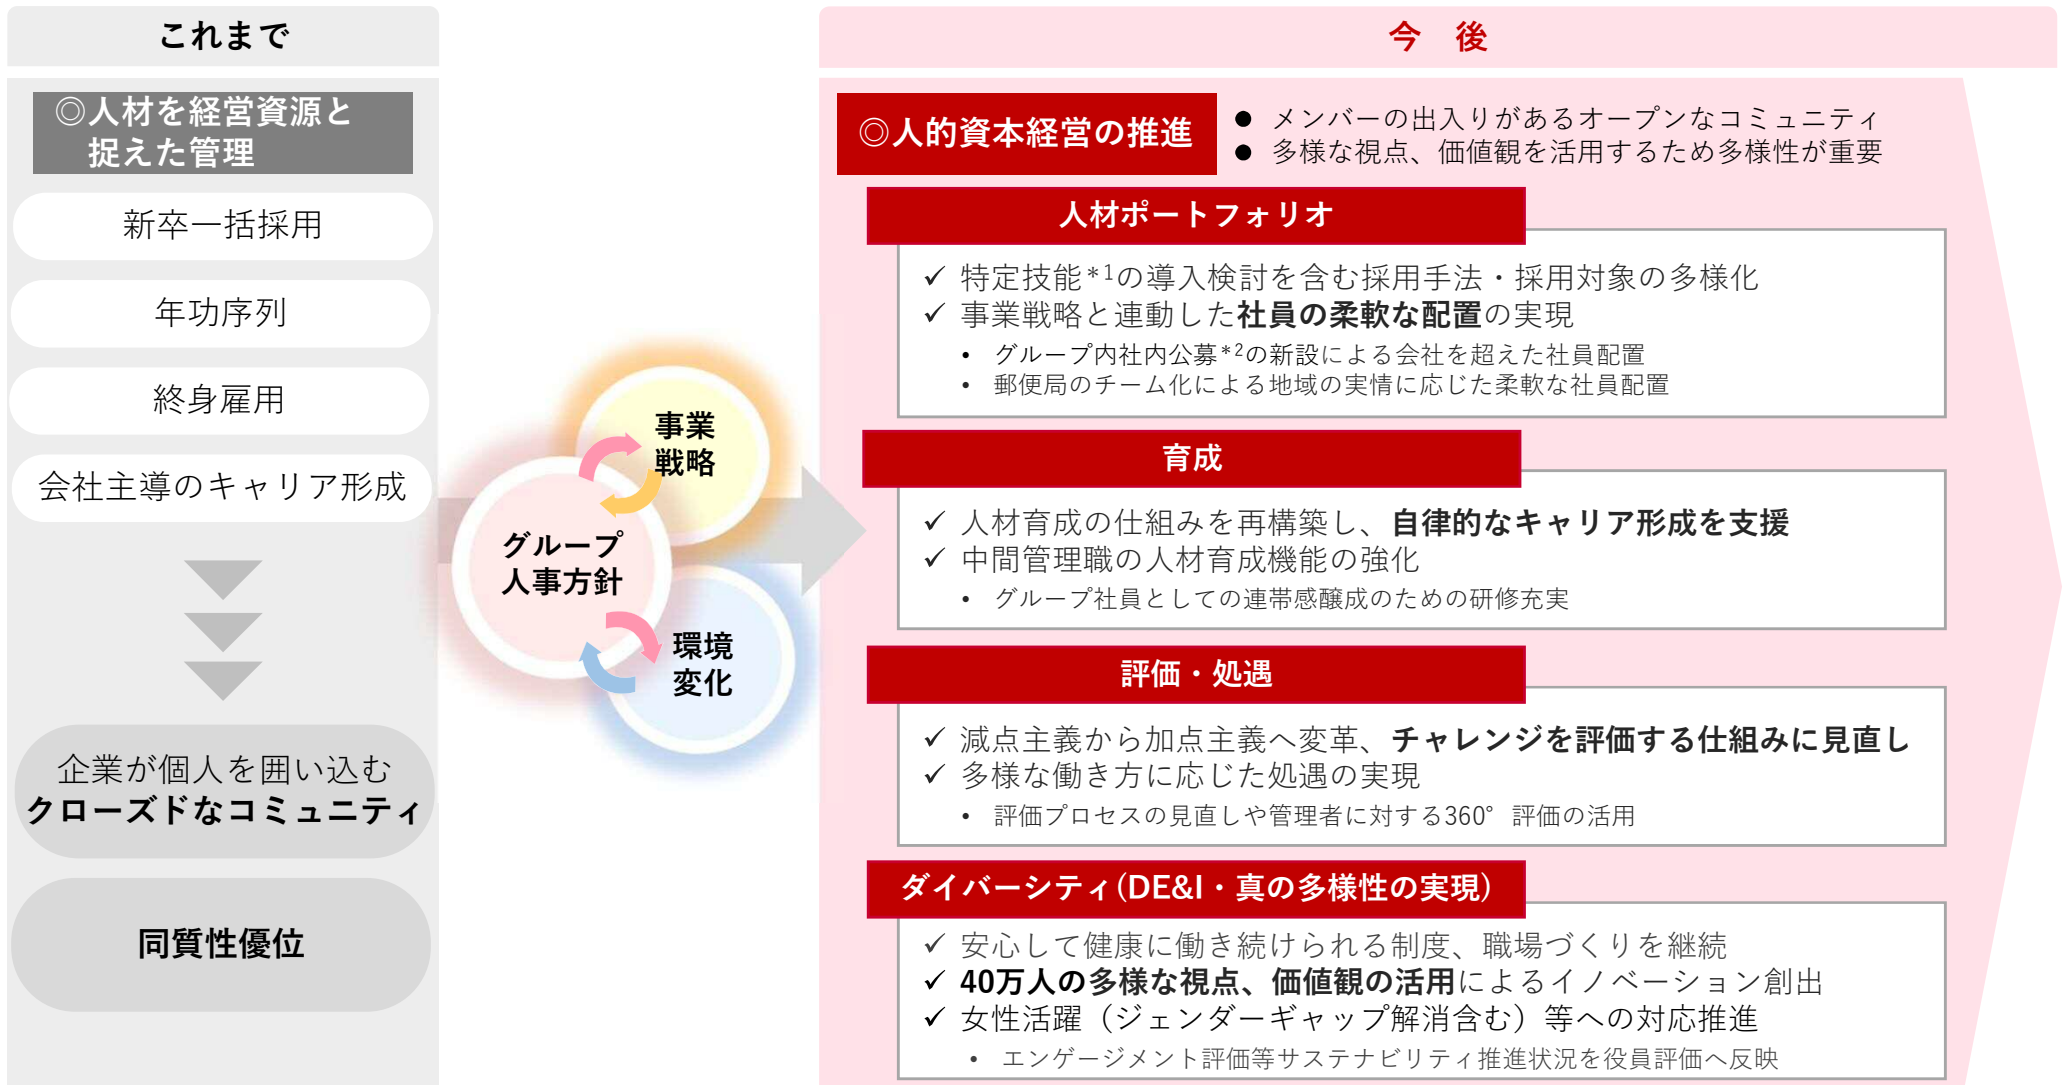 これまで
◎人材を経営資源と
捉えた管理
新卒一括採用
年功序列
終身雇用
会社主導のキャリア形成
企業が個人を囲い込む
クローズドなコミュニティ
同質性優位
事業
戦略
グループ
人事方針
環境
変化
今 後
◎人的資本経営の推進
● メンバーの出入りがあるオープンなコミュニティ
● 多様な視点、価値観を活用するため多様性が重要
人材ポートフォリオ
✓ 特定技能*1の導入検討を含む採用手法・採用対象の多様化
✓ 事業戦略と連動した社員の柔軟な配置の実現
• グループ内社内公募*2の新設による会社を超えた社員配置
• 郵便局のチーム化による地域の実情に応じた柔軟な社員配置
育成
✓ 人材育成の仕組みを再構築し、自律的なキャリア形成を支援
✓ 中間管理職の人材育成機能の強化
• グループ社員としての連帯感醸成のための研修充実
評価・処遇
✓ 減点主義から加点主義へ変革、チャレンジを評価する仕組みに見直し
✓ 多様な働き方に応じた処遇の実現
• 評価プロセスの見直しや管理者に対する360°評価の活用
ダイバーシティ(DE&I・真の多様性の実現)
✓ 安心して健康に働き続けられる制度、職場づくりを継続
✓ 40万人の多様な視点、価値観の活用によるイノベーション創出
✓ 女性活躍（ジェンダーギャップ解消含む）等への対応推進
• エンゲージメント評価等サステナビリティ推進状況を役員評価へ反映